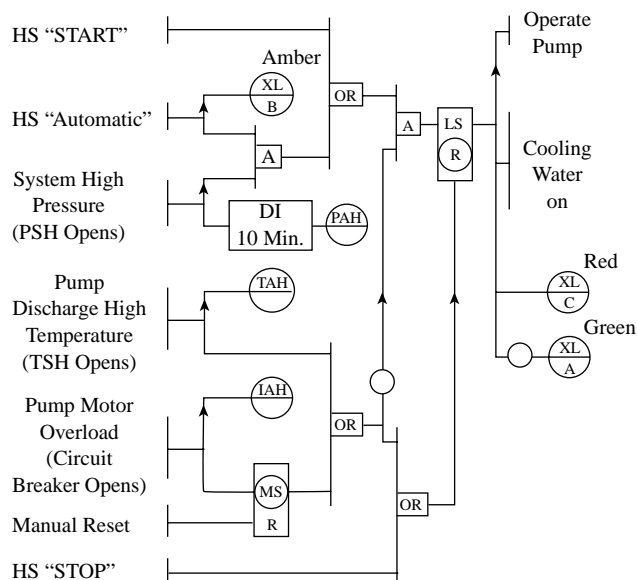 HS “START”
Operate
Pump
Amber
XL
B
OR
HS “Automatic”
A
LS
R
A
Cooling
Water
on
System High
Pressure
(PSH Opens)
DI
10 Min.
PAH
Pump
Discharge High
Temperature
(TSH Opens)
TAH
Red
XL
C
Green
XL
A
Pump Motor
Overload
(Circuit
Breaker Opens)
IAH
OR
MS
R
OR
Manual Reset
HS “STOP”